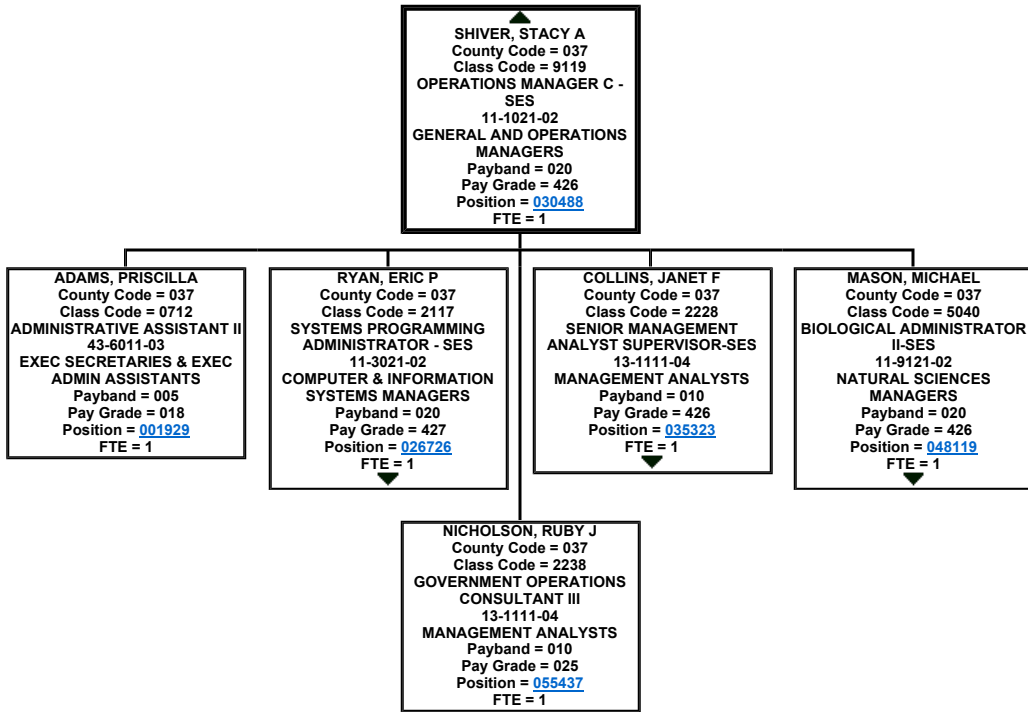 SHIVER, STACY A
County Code = 037
Class Code = 9119
OPERATIONS MANAGER C -
SES
11-1021-02
GENERAL AND OPERATIONS
MANAGERS
Payband = 020
Pay Grade = 426
Position = 030488
FTE = 1
ADAMS, PRISCILLA
County Code = 037
Class Code = 0712
ADMINISTRATIVE ASSISTANT II
43-6011-03
EXEC SECRETARIES & EXEC
ADMIN ASSISTANTS
Payband = 005
Pay Grade = 018
Position = 001929
FTE = 1
RYAN, ERIC P
County Code = 037
Class Code = 2117
SYSTEMS PROGRAMMING
ADMINISTRATOR - SES
11-3021-02
COMPUTER & INFORMATION
SYSTEMS MANAGERS
Payband = 020
Pay Grade = 427
Position = 026726
FTE = 1
COLLINS, JANET F
County Code = 037
Class Code = 2228
SENIOR MANAGEMENT
ANALYST SUPERVISOR-SES
13-1111-04
MANAGEMENT ANALYSTS
Payband = 010
Pay Grade = 426
Position = 035323
FTE = 1
MASON, MICHAEL
County Code = 037
Class Code = 5040
BIOLOGICAL ADMINISTRATOR
II-SES
11-9121-02
NATURAL SCIENCES
MANAGERS
Payband = 020
Pay Grade = 426
Position = 048119
FTE = 1
NICHOLSON, RUBY J
County Code = 037
Class Code = 2238
GOVERNMENT OPERATIONS
CONSULTANT III
13-1111-04
MANAGEMENT ANALYSTS
Payband = 010
Pay Grade = 025
Position = 055437
FTE = 1